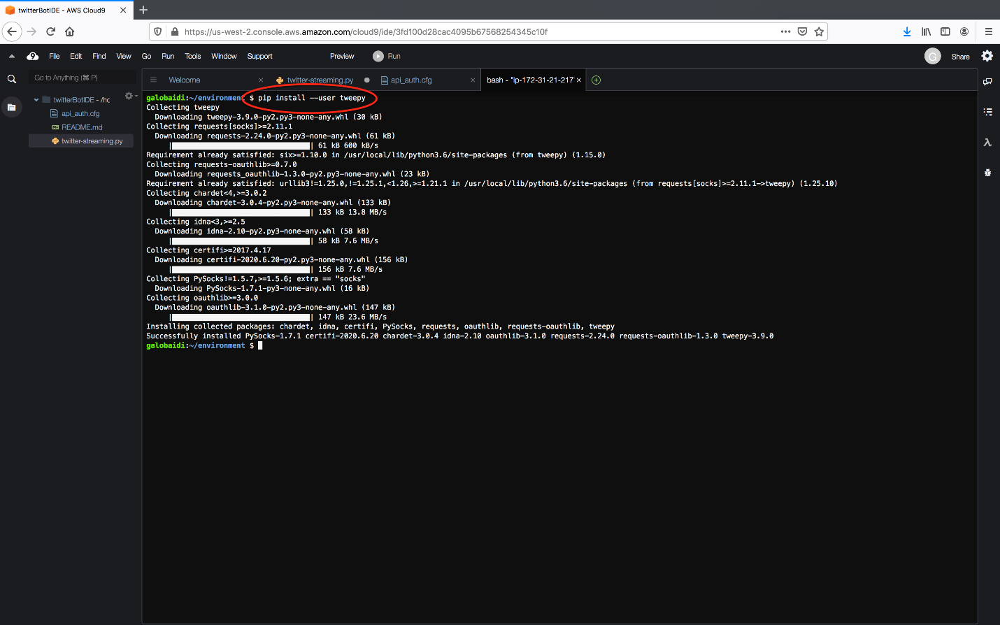 twitterBotIDE - AWS Cloud9
https://us-west-2.console.aws.amazon.com/cloud9/ide/3fd100d28cac4095b67568254345c10f
9 File Edit Find View Go Run Tools Window Support Preview Run G Share
Go to Anything (⌘ P)
twitterBotIDE - /hc
api_auth.cfg
README.md
twitter-streaming.py
Welcome twitter-streaming.py api_auth.cfg bash - "ip-172-31-21-217
galobaidi:~/environment $ pip install --user tweepy
Collecting tweepy
Downloading tweepy-3.9.0-py2.py3-none-any.whl (30 kB)
Collecting requests[socks]>=2.11.1
Downloading requests-2.24.0-py2.py3-none-any.whl (61 kB)
| | 61 kB 600 kB/s
Requirement already satisfied: six>=1.10.0 in /usr/local/lib/python3.6/site-packages (from tweepy) (1.15.0)
Collecting requests-oauthlib>=0.7.0
Downloading requests_oauthlib-1.3.0-py2.py3-none-any.whl (23 kB)
Requirement already satisfied: urllib3!=1.25.0,!=1.25.1,<1.26,>=1.21.1 in /usr/local/lib/python3.6/site-packages (from requests[socks]>=2.11.1->tweepy) (1.25.10)
Collecting chardet<4,>=3.0.2
Downloading chardet-3.0.4-py2.py3-none-any.whl (133 kB)
| | 133 kB 13.8 MB/s
Collecting idna<3,>=2.5
Downloading idna-2.10-py2.py3-none-any.whl (58 kB)
| | 58 kB 7.6 MB/s
Collecting certifi>=2017.4.17
Downloading certifi-2020.6.20-py2.py3-none-any.whl (156 kB)
| | 156 kB 7.6 MB/s
Collecting PySocks!=1.5.7,>=1.5.6; extra == "socks"
Downloading PySocks-1.7.1-py3-none-any.whl (16 kB)
Collecting oauthlib>=3.0.0
Downloading oauthlib-3.1.0-py2.py3-none-any.whl (147 kB)
| | 147 kB 23.6 MB/s
Installing collected packages: chardet, idna, certifi, PySocks, requests, oauthlib, requests-oauthlib, tweepy
Successfully installed PySocks-1.7.1 certifi-2020.6.20 chardet-3.0.4 idna-2.10 oauthlib-3.1.0 requests-2.24.0 requests-oauthlib-1.3.0 tweepy-3.9.0
galobaidi:~/environment $